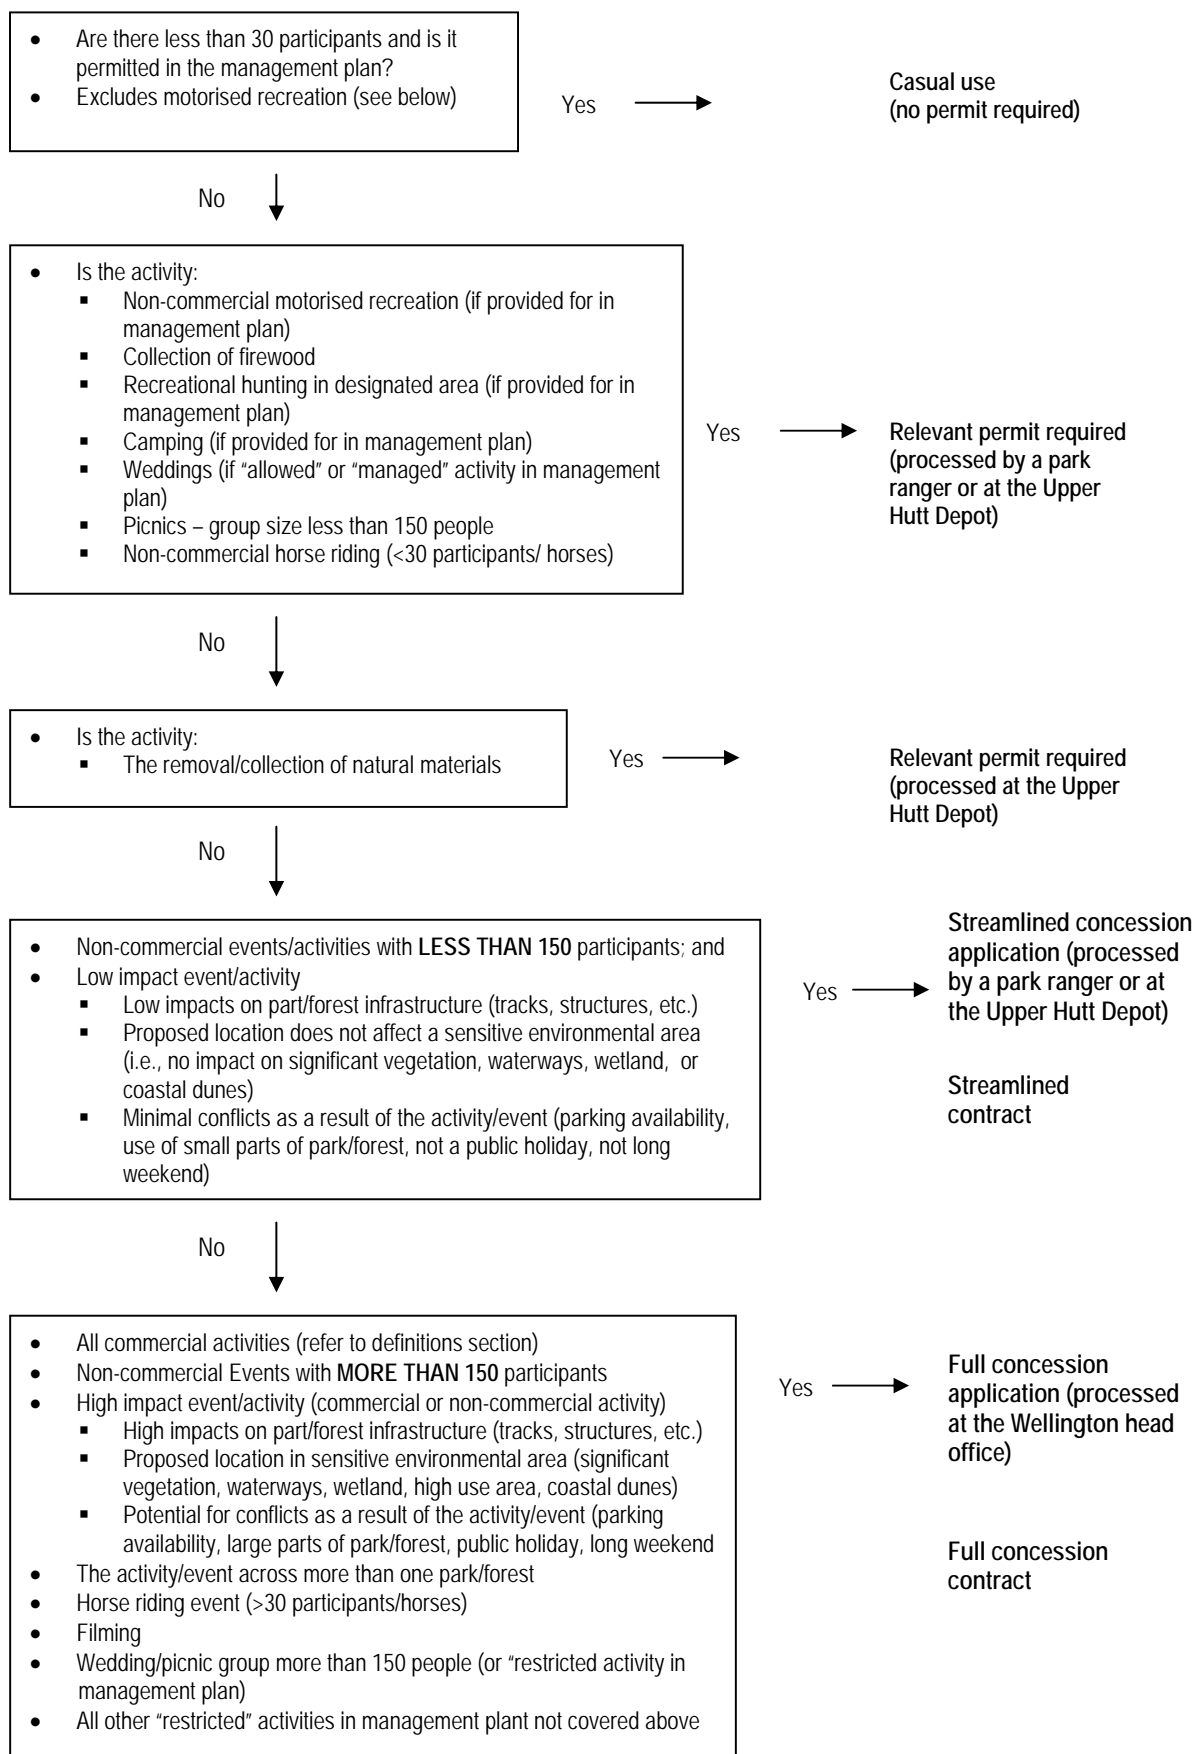 • Are there less than 30 participants and is it
permitted in the management plan?
• Excludes motorised recreation (see below)
Yes
Casual use
(no permit required)
No
• Is the activity:
▪ Non-commercial motorised recreation (if provided for in
management plan)
▪ Collection of firewood
▪ Recreational hunting in designated area (if provided for in
management plan)
▪ Camping (if provided for in management plan)
▪ Weddings (if "allowed" or "managed" activity in management
plan)
▪ Picnics – group size less than 150 people
▪ Non-commercial horse riding (<30 participants/ horses)
Yes
Relevant permit required
(processed by a park
ranger or at the Upper
Hutt Depot)
No
• Is the activity:
▪ The removal/collection of natural materials
Yes
Relevant permit required
(processed at the Upper
Hutt Depot)
No
• Non-commercial events/activities with LESS THAN 150 participants; and
• Low impact event/activity
▪ Low impacts on part/forest infrastructure (tracks, structures, etc.)
▪ Proposed location does not affect a sensitive environmental area
(i.e., no impact on significant vegetation, waterways, wetland, or
coastal dunes)
▪ Minimal conflicts as a result of the activity/event (parking availability,
use of small parts of park/forest, not a public holiday, not long
weekend)
Yes
Streamlined concession
application (processed
by a park ranger or at
the Upper Hutt Depot)
Streamlined
contract
No
• All commercial activities (refer to definitions section)
• Non-commercial Events with MORE THAN 150 participants
• High impact event/activity (commercial or non-commercial activity)
▪ High impacts on part/forest infrastructure (tracks, structures, etc.)
▪ Proposed location in sensitive environmental area (significant
vegetation, waterways, wetland, high use area, coastal dunes)
▪ Potential for conflicts as a result of the activity/event (parking
availability, large parts of park/forest, public holiday, long weekend
• The activity/event across more than one park/forest
• Horse riding event (>30 participants/horses)
• Filming
• Wedding/picnic group more than 150 people (or "restricted activity in
management plan)
• All other "restricted" activities in management plant not covered above
Yes
Full concession
application (processed
at the Wellington head
office)
Full concession
contract